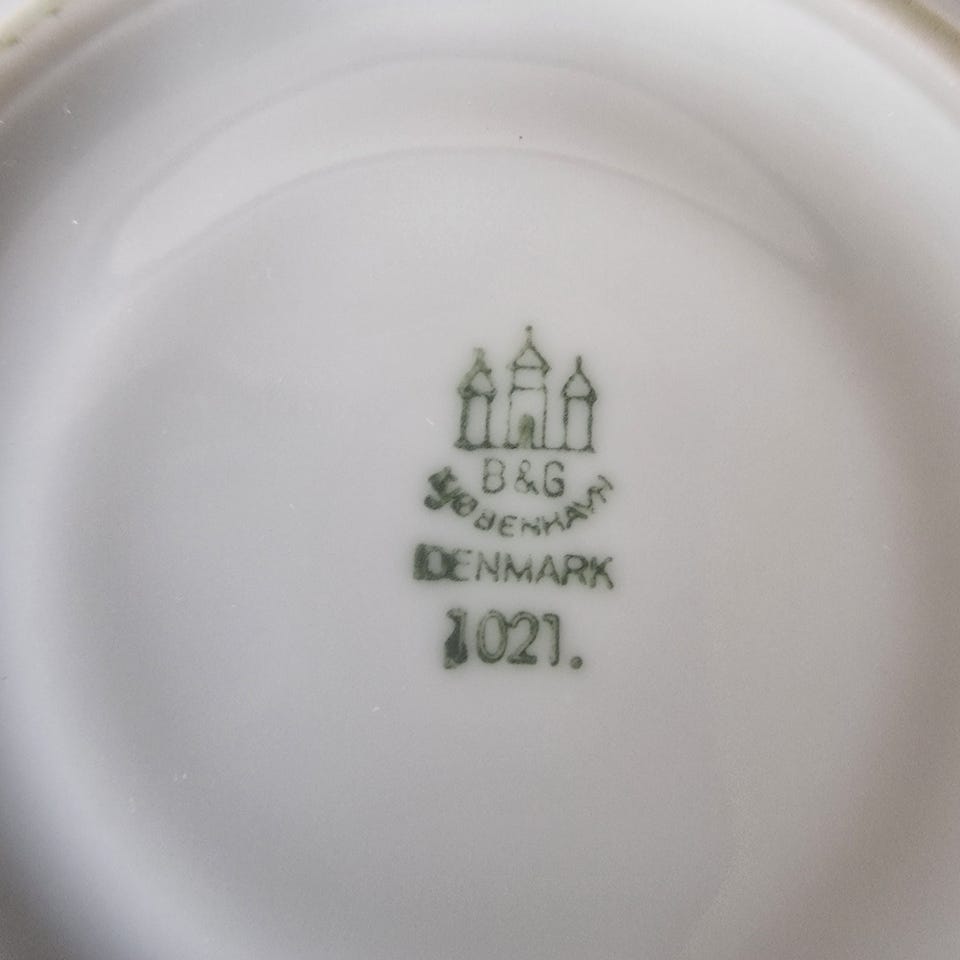 B&G
KJØBENHAVN
DENMARK
1021.